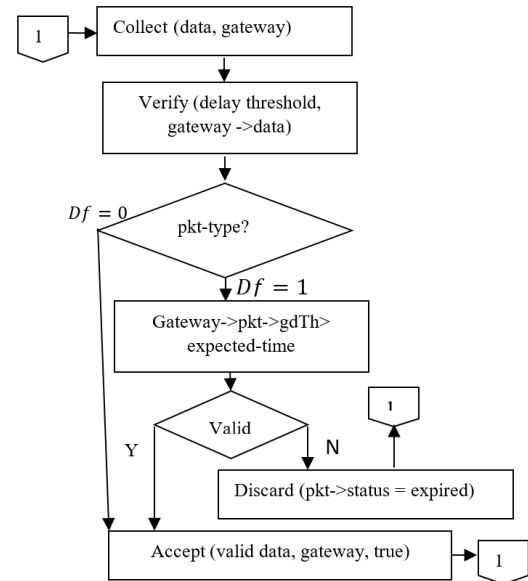 1
Collect (data, gateway)
Verify (delay threshold,
gateway ->data)
Df = 0
pkt-type?
Df = 1
Gateway->pkt->gdTh>
expected-time
1
Valid
Y
N
Discard (pkt->status = expired)
Accept (valid data, gateway, true)
1